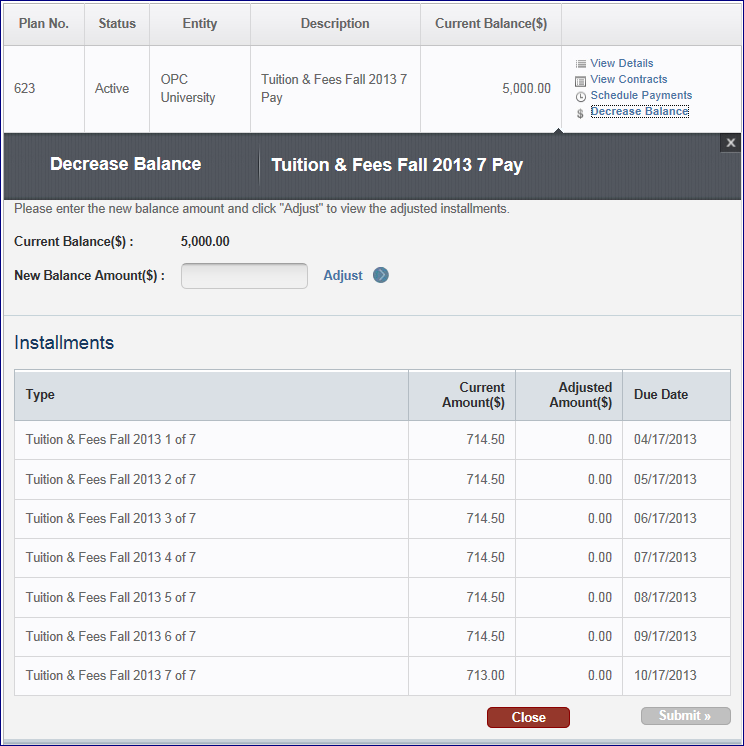 Plan No. Status Entity Description Current Balance($)
623 Active OPC University Tuition & Fees Fall 2013 7 Pay 5,000.00
View Details
View Contracts
Schedule Payments
Decrease Balance
X
Decrease Balance Tuition & Fees Fall 2013 7 Pay
Please enter the new balance amount and click "Adjust" to view the adjusted installments.
Current Balance($) : 5,000.00
New Balance Amount($) : Adjust
Installments
Type Current Amount($) Adjusted Amount($) Due Date
Tuition & Fees Fall 2013 1 of 7 714.50 0.00 04/17/2013
Tuition & Fees Fall 2013 2 of 7 714.50 0.00 05/17/2013
Tuition & Fees Fall 2013 3 of 7 714.50 0.00 06/17/2013
Tuition & Fees Fall 2013 4 of 7 714.50 0.00 07/17/2013
Tuition & Fees Fall 2013 5 of 7 714.50 0.00 08/17/2013
Tuition & Fees Fall 2013 6 of 7 714.50 0.00 09/17/2013
Tuition & Fees Fall 2013 7 of 7 713.00 0.00 10/17/2013
Close Submit »